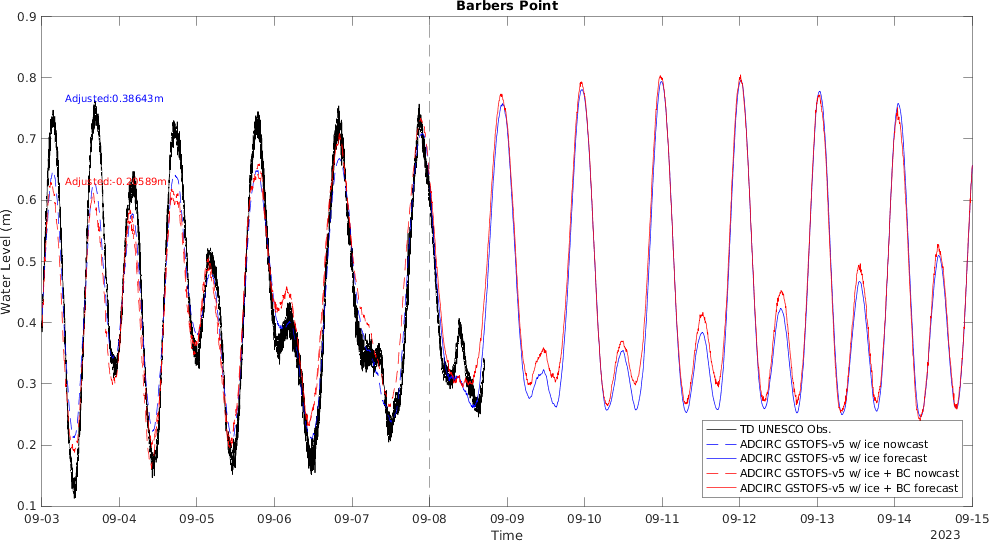 Barbers Point
0.9
0.8
0.7
0.6
0.5
0.4
0.3
0.2
0.1
Water Level (m)
Adjusted:0.38643m
TD UNESCO Obs.
ADCIRC GSTOFS-v5 w/ ice nowcast
ADCIRC GSTOFS-v5 w/ ice forecast
ADCIRC GSTOFS-v5 w/ ice + BC nowcast
ADCIRC GSTOFS-v5 w/ ice + BC forecast
09-03 09-04 09-05 09-06 09-07 09-08 09-09 09-10 09-11 09-12 09-13 09-14 09-15
Time
2023